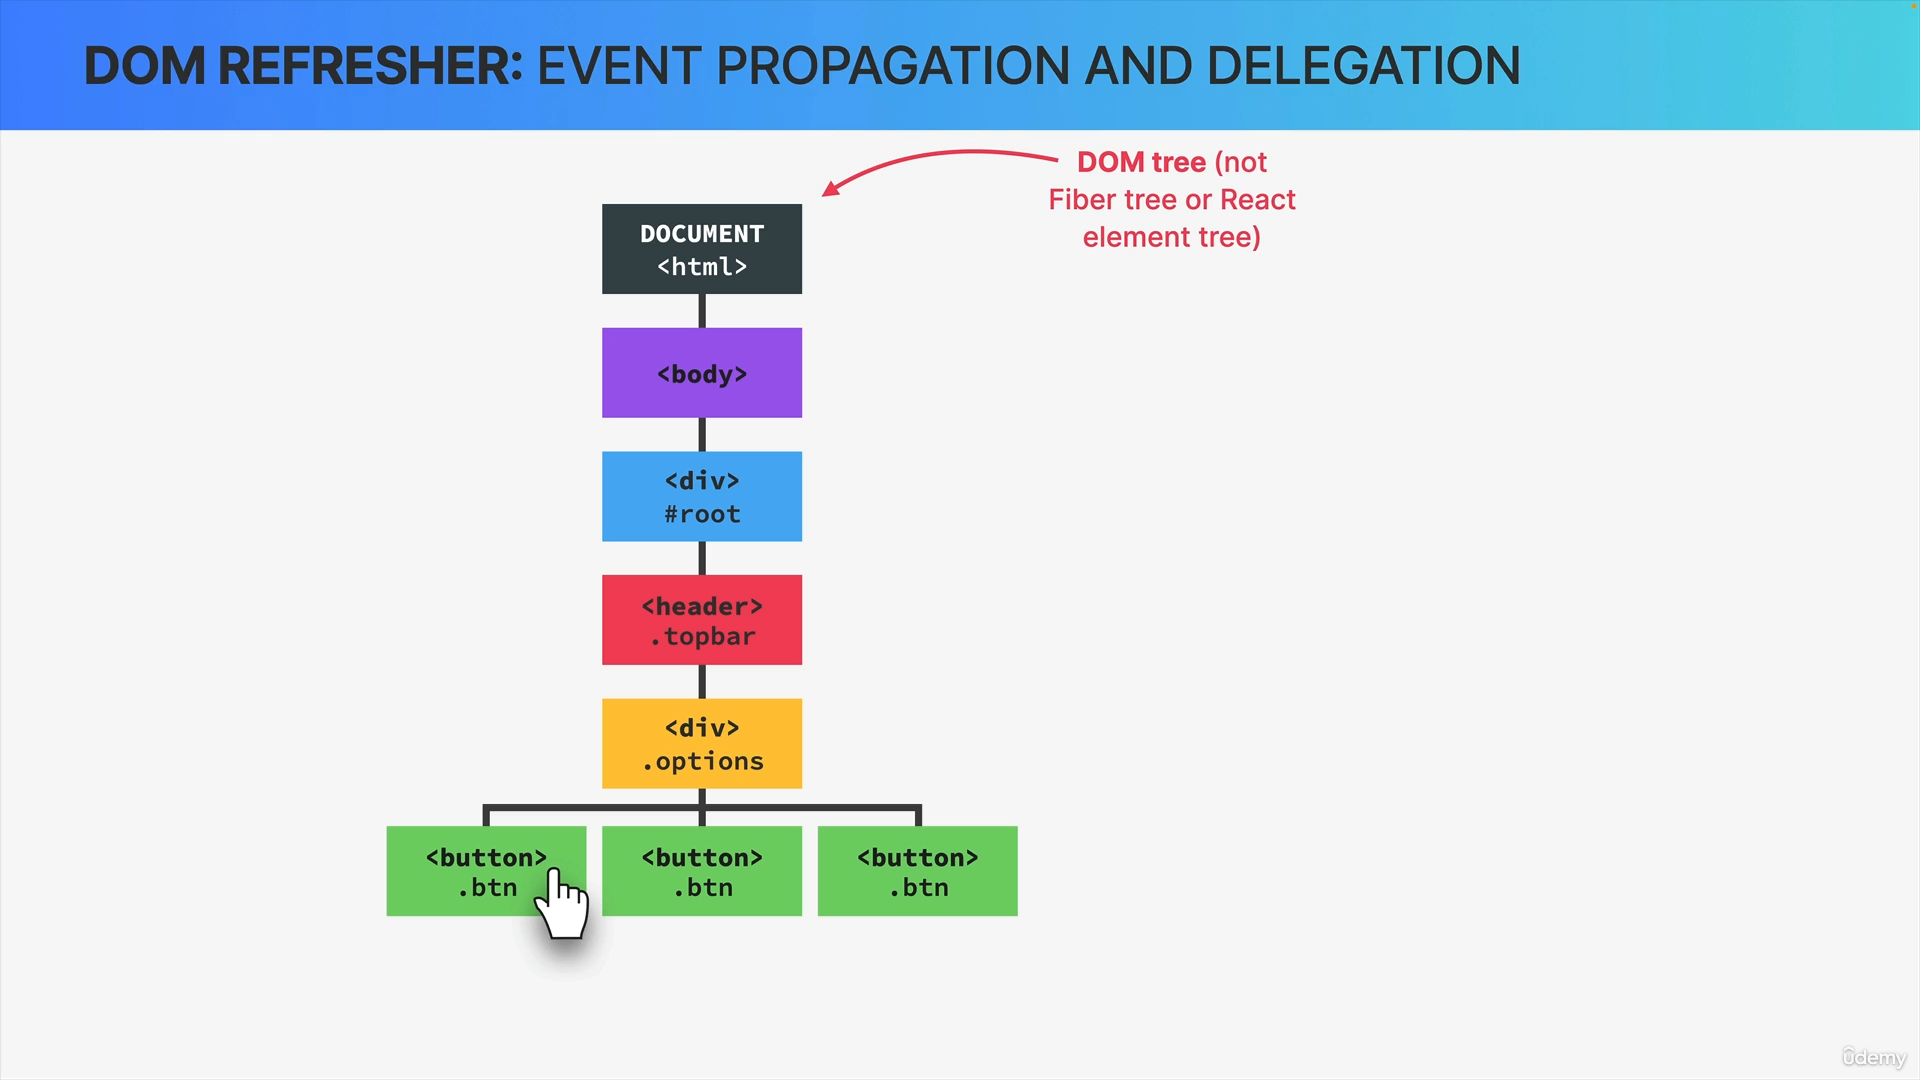 DOM REFRESHER: EVENT PROPAGATION AND DELEGATION
DOM tree (not
Fiber tree or React
element tree)
DOCUMENT
<html>
<body>
<div>
#root
<header>
.topbar
<div>
.options
<button>
.btn
<button>
.btn
<button>
.btn
ûdemy